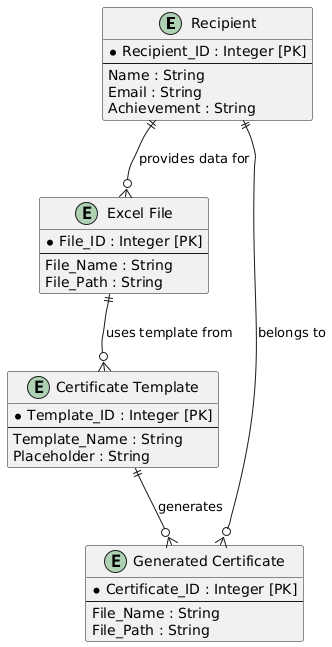 E Recipient
* Recipient_ID : Integer [PK]
Name : String
Email : String
Achievement : String
provides data for
E Excel File
* File_ID : Integer [PK]
File_Name : String
File_Path : String
uses template from
belongs to
E Certificate Template
* Template_ID : Integer [PK]
Template_Name : String
Placeholder : String
generates
E Generated Certificate
* Certificate_ID : Integer [PK]
File_Name : String
File_Path : String